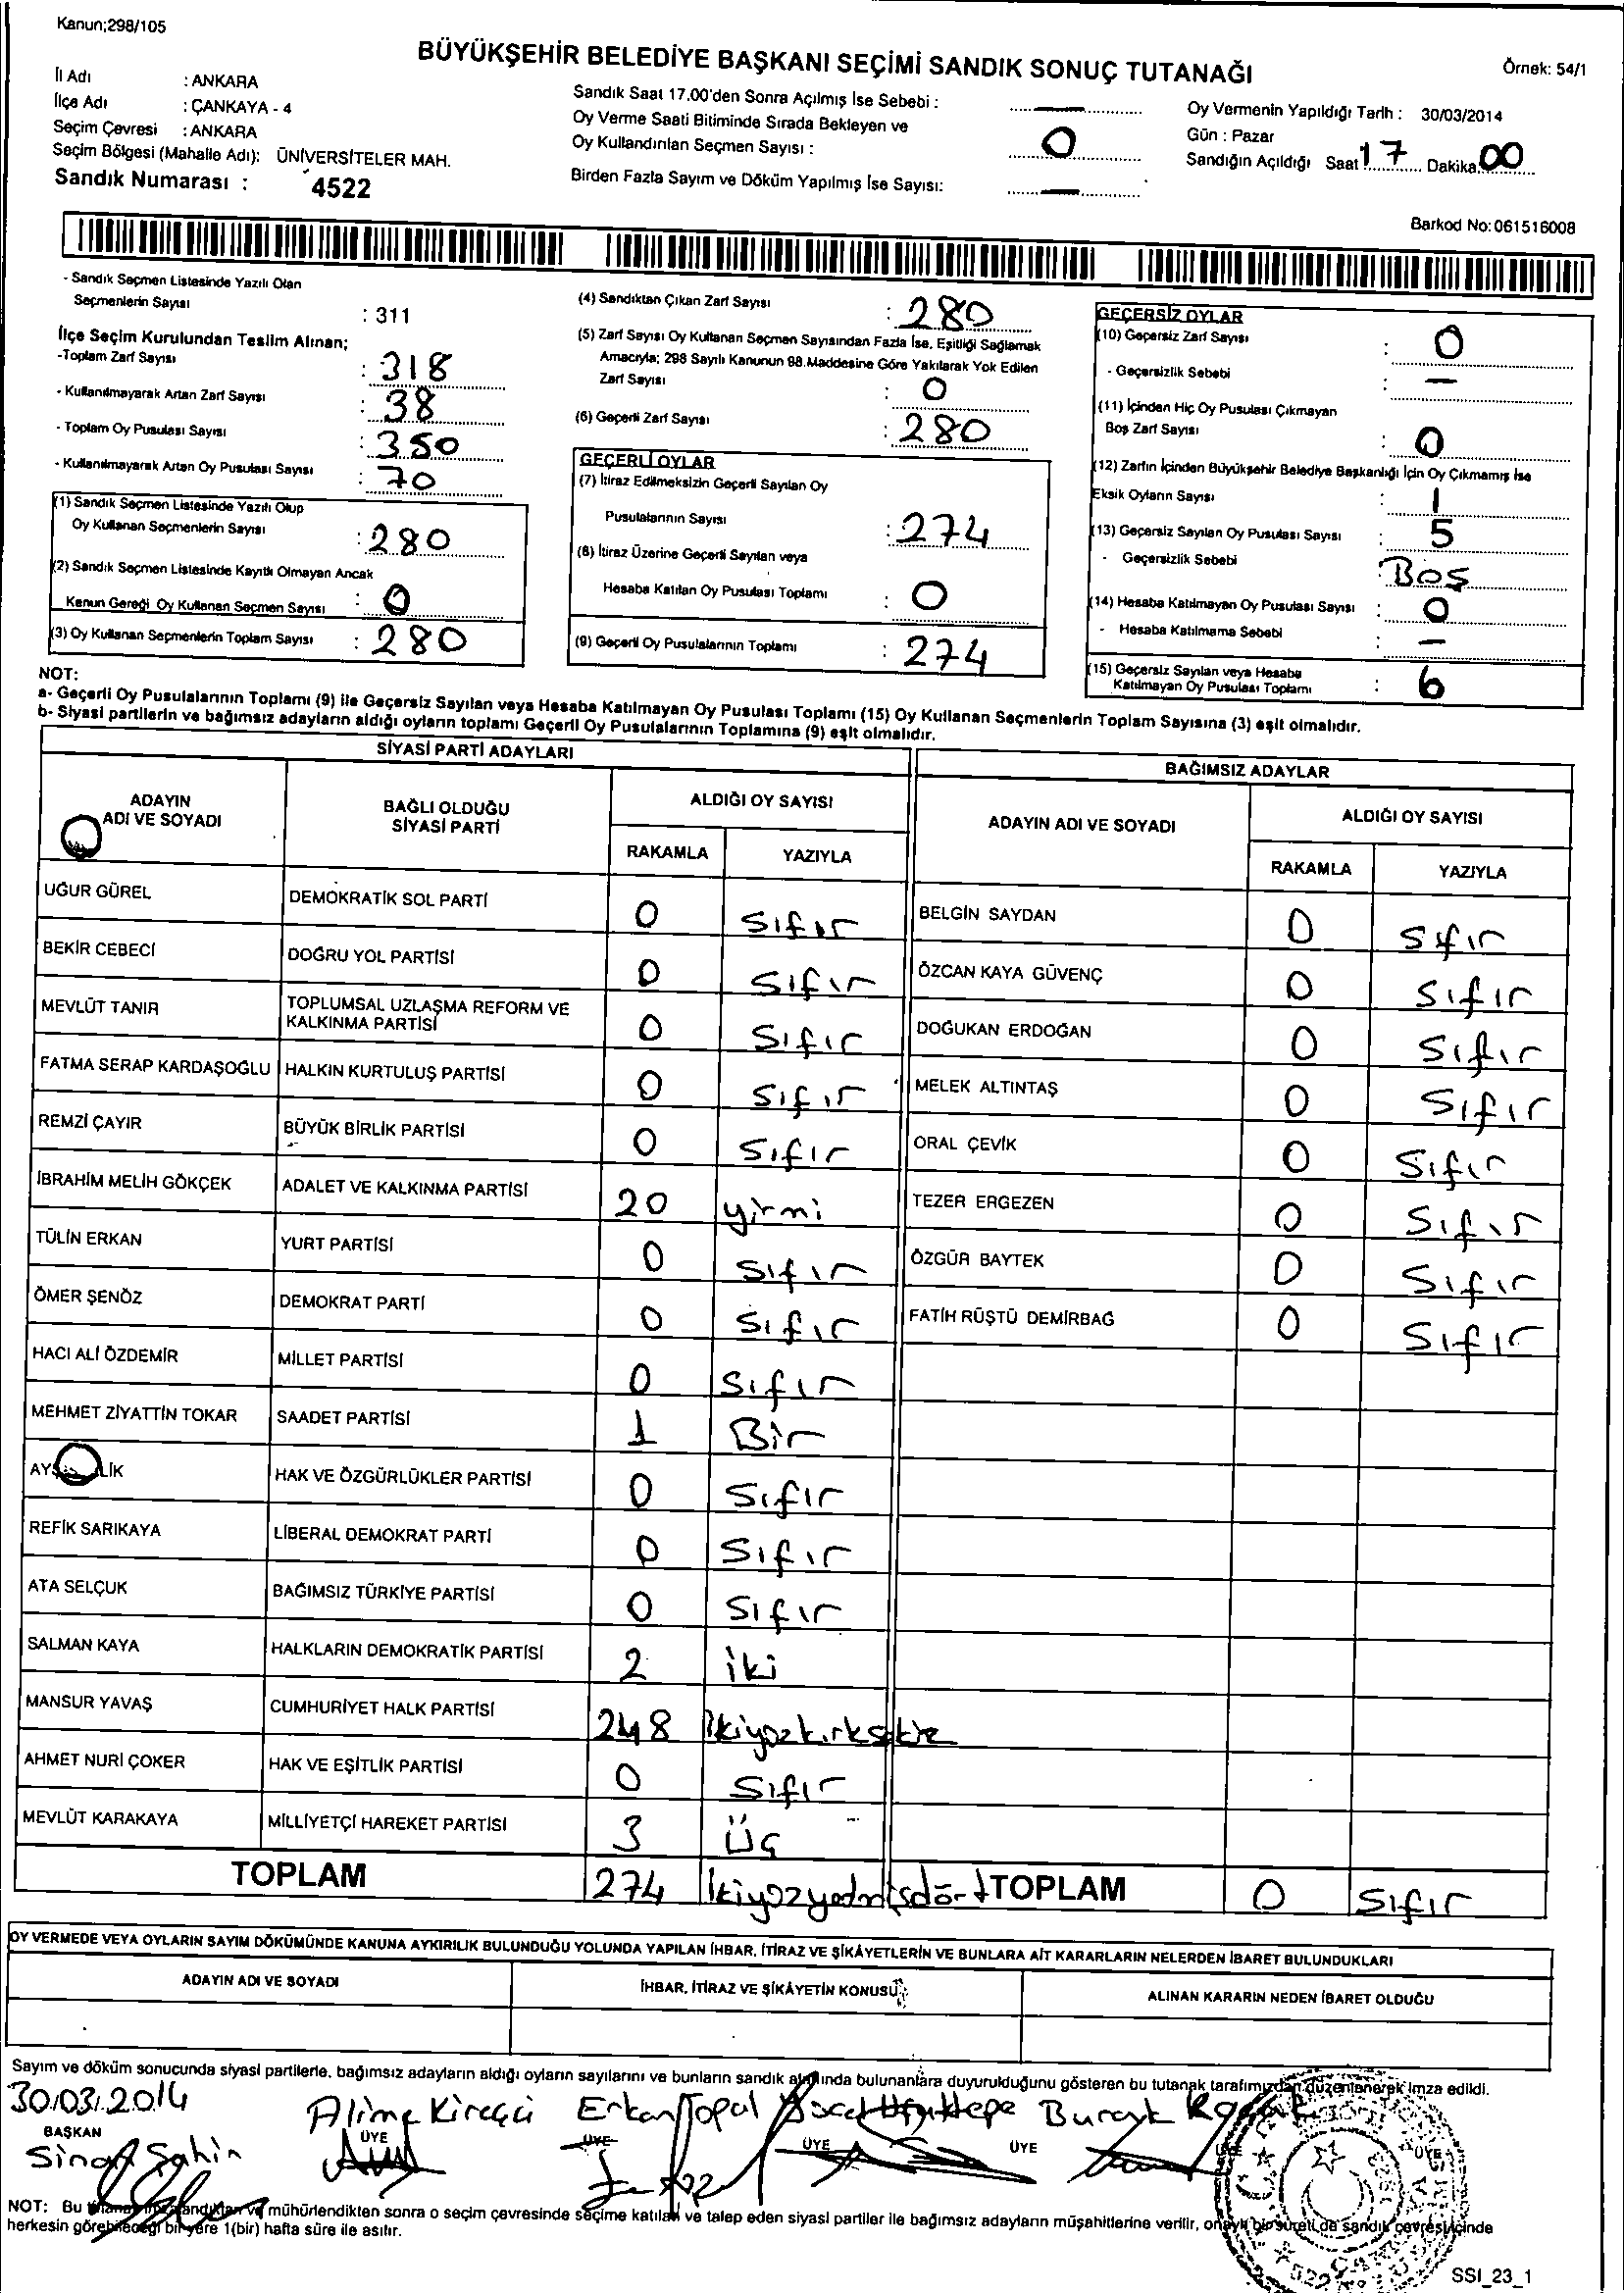 Kanun;298/105
BÜYÜKŞEHİR BELEDİYE BAŞKANI SEÇİMİ SANDIK SONUÇ TUTANAĞI
Örnek: 54/1
İl Adı : ANKARA
İlçe Adı : ÇANKAYA - 4
Seçim Çevresi : ANKARA
Seçim Bölgesi (Mahalle Adı): ÜNİVERSİTELER MAH.
Sandık Numarası : 4522
Sandık Saat 17.00'den Sonra Açılmış İse Sebebi : —
Oy Verme Saati Bitiminde Sırada Bekleyen ve
Oy Kullandırılan Seçmen Sayısı : 0
Birden Fazla Sayım ve Döküm Yapılmış İse Sayısı: —
Oy Vermenin Yapıldığı Tarih : 30/03/2014
Gün : Pazar
Sandığın Açıldığı Saat 17 Dakika 00
Barkod No:061516008
- Sandık Seçmen Listesinde Yazılı Olan
Seçmenlerin Sayısı : 311
İlçe Seçim Kurulundan Teslim Alınan;
-Toplam Zarf Sayısı : 318
- Kullanılmayarak Artan Zarf Sayısı : 38
- Toplam Oy Pusulası Sayısı : 350
- Kullanılmayarak Artan Oy Pusulası Sayısı : 70
(1) Sandık Seçmen Listesinde Yazılı Olup
Oy Kullanan Seçmenlerin Sayısı : 280
(2) Sandık Seçmen Listesinde Kayıtlı Olmayan Ancak
Kanun Gereği Oy Kullanan Seçmen Sayısı : 0
(3) Oy Kullanan Seçmenlerin Toplam Sayısı : 280
(4) Sandıktan Çıkan Zarf Sayısı : 280
(5) Zarf Sayısı Oy Kullanan Seçmen Sayısından Fazla İse, Eşitliği Sağlamak
Amacıyla; 298 Sayılı Kanunun 98.Maddesine Göre Yakılarak Yok Edilen
Zarf Sayısı : 0
(6) Geçerli Zarf Sayısı : 280
GEÇERLİ OYLAR
(7) İtiraz Edilmeksizin Geçerli Sayılan Oy
Pusulalarının Sayısı : 274
(8) İtiraz Üzerine Geçerli Sayılan veya
Hesaba Katılan Oy Pusulası Toplamı : 0
(9) Geçerli Oy Pusulalarının Toplamı : 274
GEÇERSİZ OYLAR
(10) Geçersiz Zarf Sayısı : 0
- Geçersizlik Sebebi : —
(11) İçinden Hiç Oy Pusulası Çıkmayan
Boş Zarf Sayısı : 0
(12) Zarfın İçinden Büyükşehir Belediye Başkanlığı İçin Oy Çıkmamış İse
Eksik Oyların Sayısı : 1
(13) Geçersiz Sayılan Oy Pusulası Sayısı : 5
- Geçersizlik Sebebi : Boş
(14) Hesaba Katılmayan Oy Pusulası Sayısı : 0
- Hesaba Katılmama Sebebi : —
(15) Geçersiz Sayılan veya Hesaba
Katılmayan Oy Pusulası Toplamı : 6
NOT:
a- Geçerli Oy Pusulalarının Toplamı (9) ile Geçersiz Sayılan veya Hesaba Katılmayan Oy Pusulası Toplamı (15) Oy Kullanan Seçmenlerin Toplam Sayısına (3) eşit olmalıdır.
b- Siyasi partilerin ve bağımsız adayların aldığı oyların toplamı Geçerli Oy Pusulalarının Toplamına (9) eşit olmalıdır.
SİYASİ PARTİ ADAYLARI
ADAYIN ADI VE SOYADI
BAĞLI OLDUĞU SİYASİ PARTİ
ALDIĞI OY SAYISI
RAKAMLA YAZIYLA
UĞUR GÜREL DEMOKRATİK SOL PARTİ 0 Sıfır
BEKİR CEBECİ DOĞRU YOL PARTİSİ 0 Sıfır
MEVLÜT TANIR TOPLUMSAL UZLAŞMA REFORM VE KALKINMA PARTİSİ 0 Sıfır
FATMA SERAP KARDAŞOĞLU HALKIN KURTULUŞ PARTİSİ 0 Sıfır
REMZİ ÇAYIR BÜYÜK BİRLİK PARTİSİ 0 Sıfır
İBRAHİM MELİH GÖKÇEK ADALET VE KALKINMA PARTİSİ 20 yirmi
TÜLİN ERKAN YURT PARTİSİ 0 Sıfır
ÖMER ŞENÖZ DEMOKRAT PARTİ 0 Sıfır
HACI ALİ ÖZDEMİR MİLLET PARTİSİ 0 Sıfır
MEHMET ZİYATTİN TOKAR SAADET PARTİSİ 1 Bir
HAK VE ÖZGÜRLÜKLER PARTİSİ 0 Sıfır
REFİK SARIKAYA LİBERAL DEMOKRAT PARTİ 0 Sıfır
ATA SELÇUK BAĞIMSIZ TÜRKİYE PARTİSİ 0 Sıfır
SALMAN KAYA HALKLARIN DEMOKRATİK PARTİSİ 2 iki
MANSUR YAVAŞ CUMHURİYET HALK PARTİSİ 248 İkiyüzkırksekiz
AHMET NURİ ÇOKER HAK VE EŞİTLİK PARTİSİ 0 Sıfır
MEVLÜT KARAKAYA MİLLİYETÇİ HAREKET PARTİSİ 3 üç
TOPLAM 274 İkiyüzyetmişdört
BAĞIMSIZ ADAYLAR
ADAYIN ADI VE SOYADI
ALDIĞI OY SAYISI
RAKAMLA YAZIYLA
BELGİN SAYDAN 0 Sıfır
ÖZCAN KAYA GÜVENÇ 0 Sıfır
DOĞUKAN ERDOĞAN 0 Sıfır
MELEK ALTINTAŞ 0 Sıfır
ORAL ÇEVİK 0 Sıfır
TEZER ERGEZEN 0 Sıfır
ÖZGÜR BAYTEK 0 Sıfır
FATİH RÜŞTÜ DEMİRBAĞ 0 Sıfır
TOPLAM 0 Sıfır
OY VERMEDE VEYA OYLARIN SAYIM DÖKÜMÜNDE KANUNA AYKIRILIK BULUNDUĞU YOLUNDA YAPILAN İHBAR, İTİRAZ VE ŞİKÂYETLERİN VE BUNLARA AİT KARARLARIN NELERDEN İBARET BULUNDUKLARI
ADAYIN ADI VE SOYADI
İHBAR, İTİRAZ VE ŞİKÂYETİN KONUSU
ALINAN KARARIN NEDEN İBARET OLDUĞU
Sayım ve döküm sonucunda siyasi partilerle, bağımsız adayların aldığı oyların sayılarını ve bunların sandık alanında bulunanlara duyurulduğunu gösteren bu tutanak tarafımızdan düzenlenerek imza edildi.
30.03.2014
Alime Kireçci Erkan Topal Burak
BAŞKAN ÜYE ÜYE ÜYE ÜYE ÜYE
Sinan Şahin
NOT: Bu mühürlendikten sonra o seçim çevresinde seçime katılan ve talep eden siyasi partiler ile bağımsız adayların müşahitlerine verilir, onaylı bir sureti de sandık çevresi içinde
herkesin görebileceği bir yere 1(bir) hafta süre ile asılır.
SSI_23_1